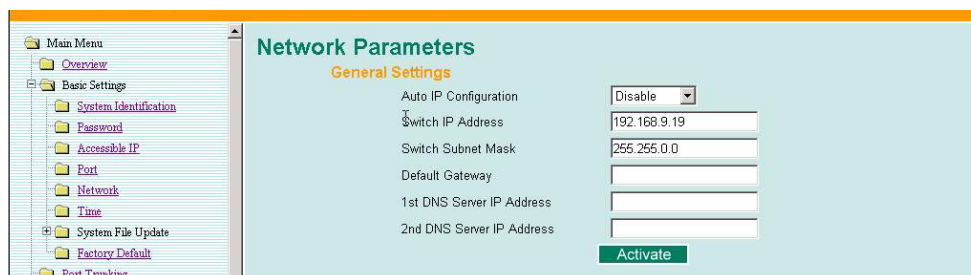 Main Menu
Overview
Basic Settings
System Identification
Password
Accessible IP
Port
Network
Time
System File Update
Factory Default
Port Trunking
Network Parameters
General Settings
Auto IP Configuration Disable
Switch IP Address 192.168.9.19
Switch Subnet Mask 255.255.0.0
Default Gateway
1st DNS Server IP Address
2nd DNS Server IP Address
Activate